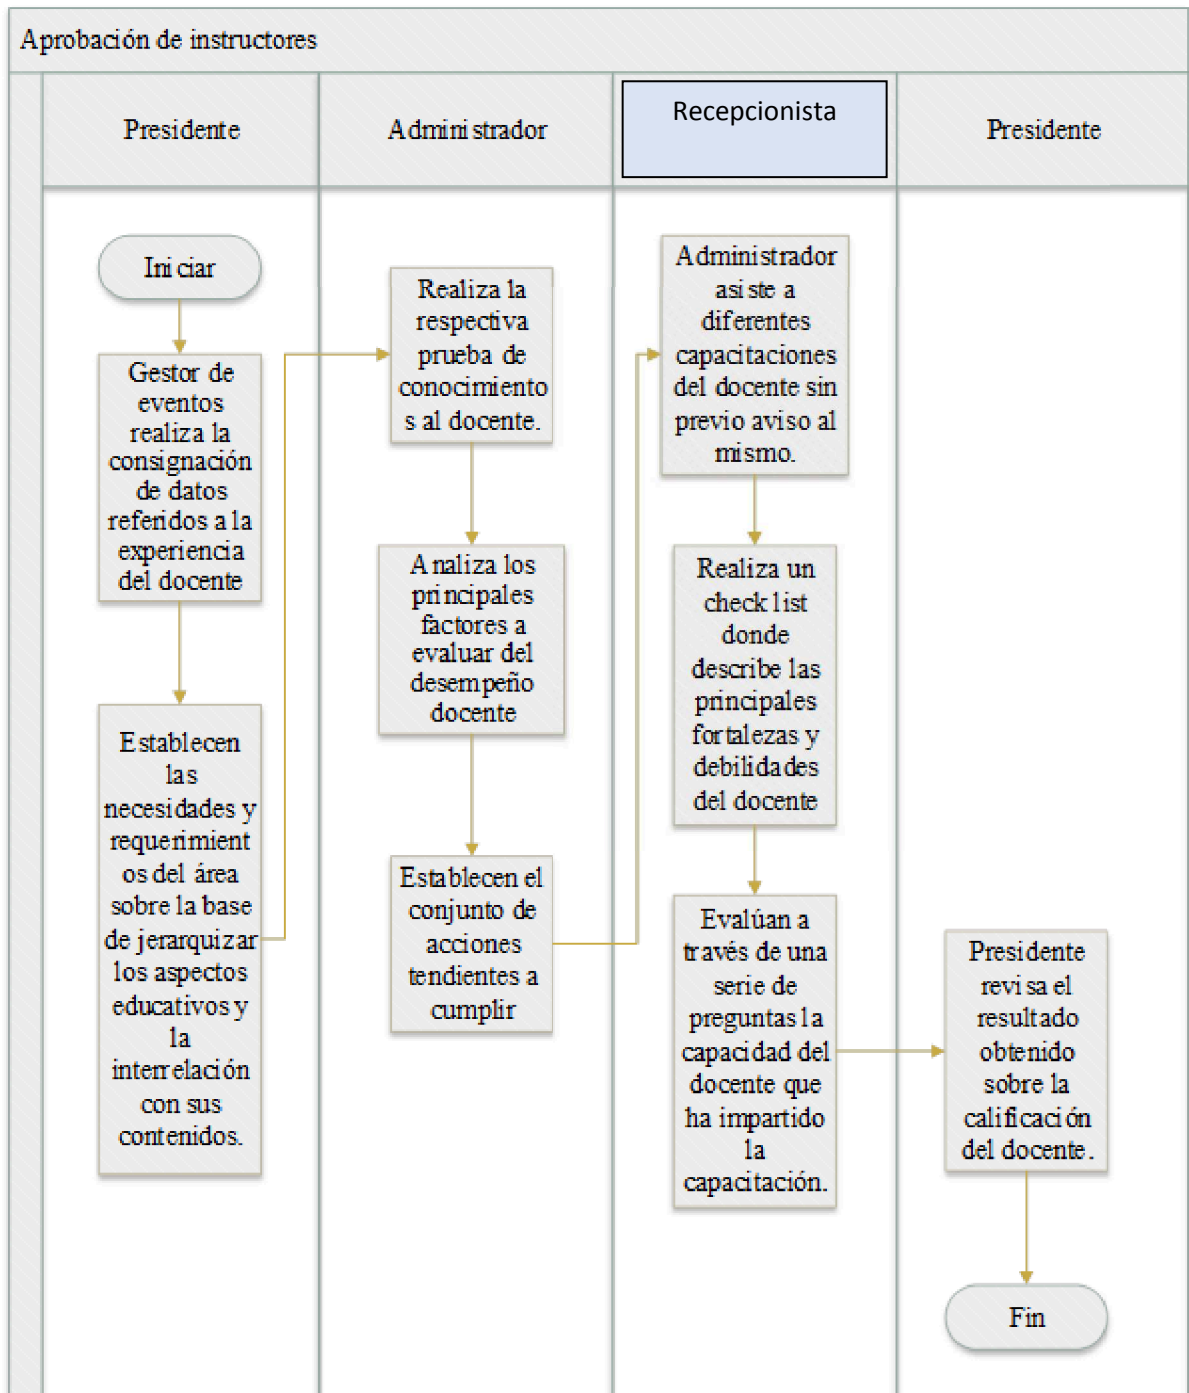 Aprobación de instructores
Presidente
Administrador
Recepcionista
Presidente
Iniciar
Gestor de
eventos
realiza la
consignación
de datos
referidos a la
experiencia
del docente
Establecen
las
necesidades y
requerimient
os del área
sobre la base
de jerarquizar
los aspectos
educativos y
la
interrelación
con sus
contenidos.
Realiza la
respectiva
prueba de
conocimiento
s al docente.
Analiza los
principales
factores a
evaluar del
desempeño
docente
Establecen el
conjunto de
acciones
tendientes a
cumplir
Administrador
asiste a
diferentes
capacitaciones
del docente sin
previo aviso al
mismo.
Realiza un
check list
donde
describe las
principales
fortalezas y
debilidades
del docente
Evalúan a
través de una
serie de
preguntas la
capacidad del
docente que
ha impartido
la
capacitación.
Presidente
revisa el
resultado
obtenido
sobre la
calificación
del docente.
Fin